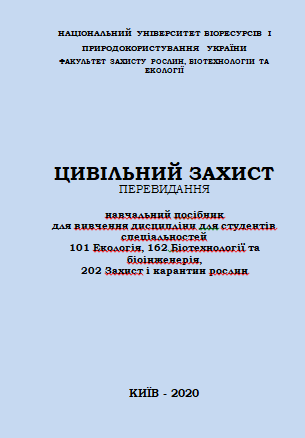 НАЦІОНАЛЬНИЙ УНІВЕРСИТЕТ БІОРЕСУРСІВ І
ПРИРОДОКОРИСТУВАННЯ УКРАЇНИ
ФАКУЛЬТЕТ ЗАХИСТУ РОСЛИН, БІОТЕХНОЛОГІЙ ТА
ЕКОЛОГІЇ
ЦИВІЛЬНИЙ ЗАХИСТ
ПЕРЕВИДАННЯ
навчальний посібник
для вивчення дисципліни для студентів
спеціальностей
101 Екологія, 162 Біотехнології та
біоінженерія,
202 Захист і карантин рослин
КИЇВ - 2020